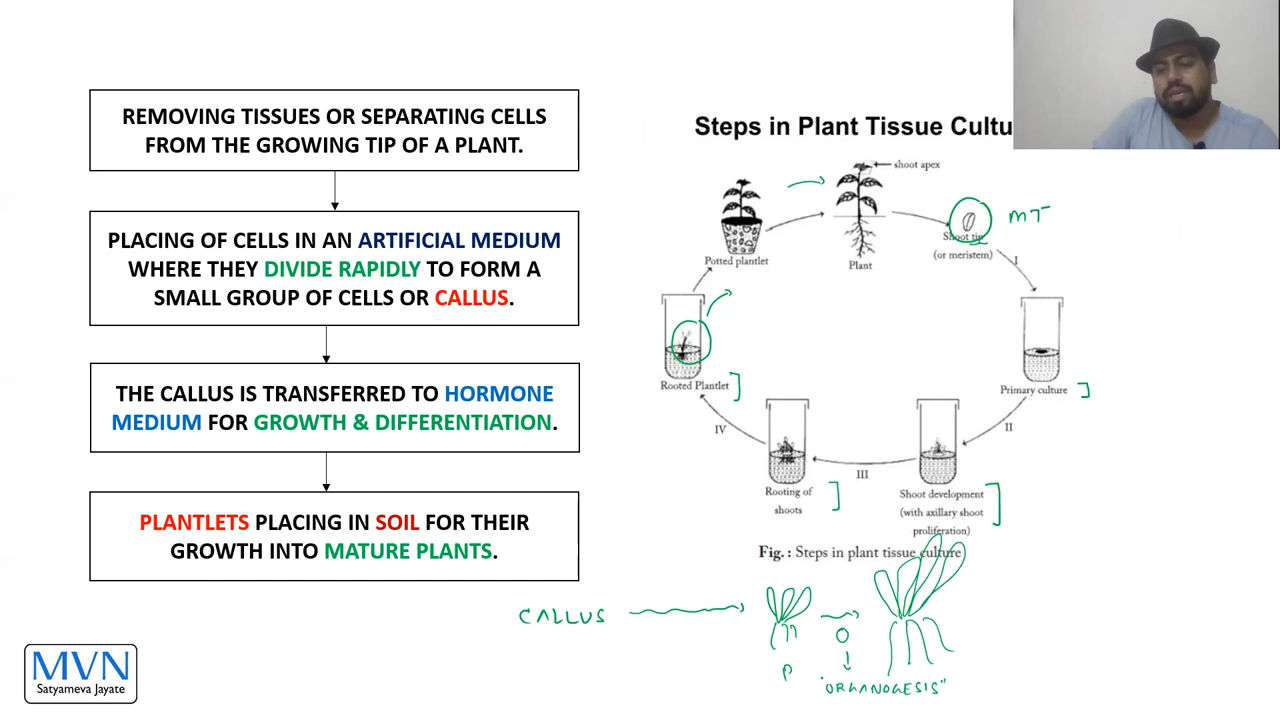 REMOVING TISSUES OR SEPARATING CELLS
FROM THE GROWING TIP OF A PLANT.
PLACING OF CELLS IN AN ARTIFICIAL MEDIUM
WHERE THEY DIVIDE RAPIDLY TO FORM A
SMALL GROUP OF CELLS OR CALLUS.
THE CALLUS IS TRANSFERRED TO HORMONE
MEDIUM FOR GROWTH & DIFFERENTIATION.
PLANTLETS PLACING IN SOIL FOR THEIR
GROWTH INTO MATURE PLANTS.
MVN
Satyameva Jayate
Steps in Plant Tissue Cultu
shoot apex
Potted plantlet
Plant
Shoot tip
(or meristem)
MT
I
Primary culture
II
Shoot development
(with axillary shoot
proliferation)
III
Rooting of
shoots
IV
Rooted Plantlet
Fig. : Steps in plant tissue culture
CALLUS
P
O
"ORGANOGESIS"